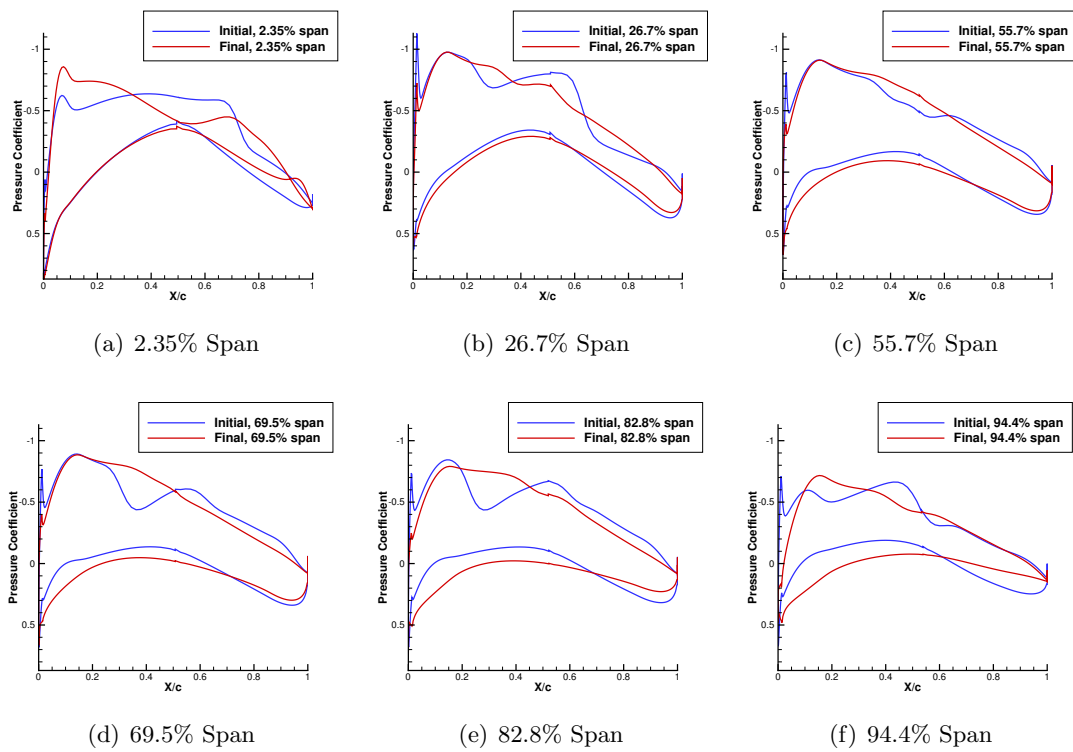 Initial, 2.35% span
Final, 2.35% span
Pressure Coefficient
-1
-0.5
0
0.5
0
0.2
0.4
0.6
0.8
1
X/c
(a) 2.35% Span
Initial, 26.7% span
Final, 26.7% span
Pressure Coefficient
-1
-0.5
0
0.5
0
0.2
0.4
0.6
0.8
1
X/c
(b) 26.7% Span
Initial, 55.7% span
Final, 55.7% span
Pressure Coefficient
-1
-0.5
0
0.5
0
0.2
0.4
0.6
0.8
1
X/c
(c) 55.7% Span
Initial, 69.5% span
Final, 69.5% span
Pressure Coefficient
-1
-0.5
0
0.5
0
0.2
0.4
0.6
0.8
1
X/c
(d) 69.5% Span
Initial, 82.8% span
Final, 82.8% span
Pressure Coefficient
-1
-0.5
0
0.5
0
0.2
0.4
0.6
0.8
1
X/c
(e) 82.8% Span
Initial, 94.4% span
Final, 94.4% span
Pressure Coefficient
-1
-0.5
0
0.5
0
0.2
0.4
0.6
0.8
1
X/c
(f) 94.4% Span